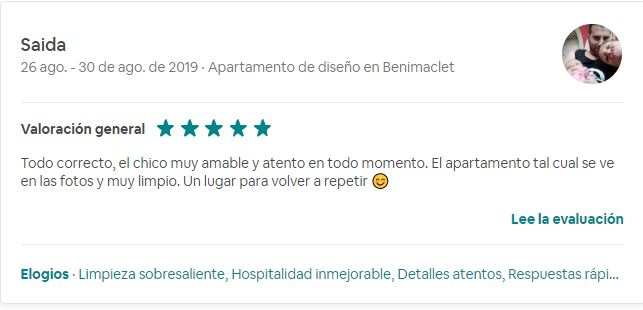 Saida
26 ago. - 30 de ago. de 2019 · Apartamento de diseño en Benimaclet
Valoración general
Todo correcto, el chico muy amable y atento en todo momento. El apartamento tal cual se ve
en las fotos y muy limpio. Un lugar para volver a repetir 😊
Lee la evaluación
Elogios · Limpieza sobresaliente, Hospitalidad inmejorable, Detalles atentos, Respuestas rápi...